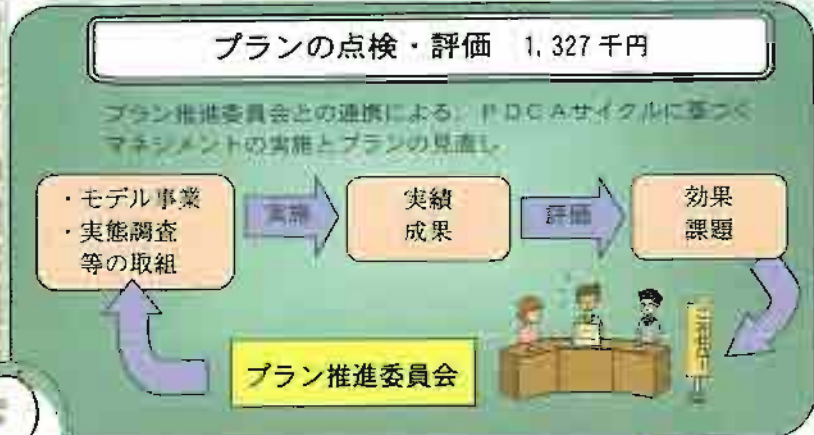 プランの点検・評価 1,327千円
プラン推進委員会との連携による、PDCAサイクルに基づく
マネジメントの実施とプランの見直し
・モデル事業
・実態調査
等の取組
実施
実績
成果
評価
効果
課題
プラン推進委員会